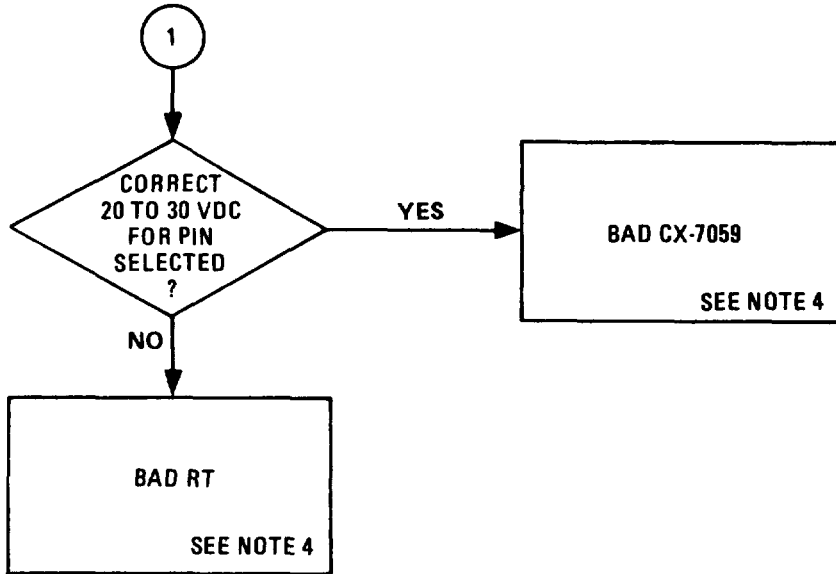 1
CORRECT
20 TO 30 VDC
FOR PIN
SELECTED
?
YES
BAD CX-7059
SEE NOTE 4
NO
BAD RT
SEE NOTE 4